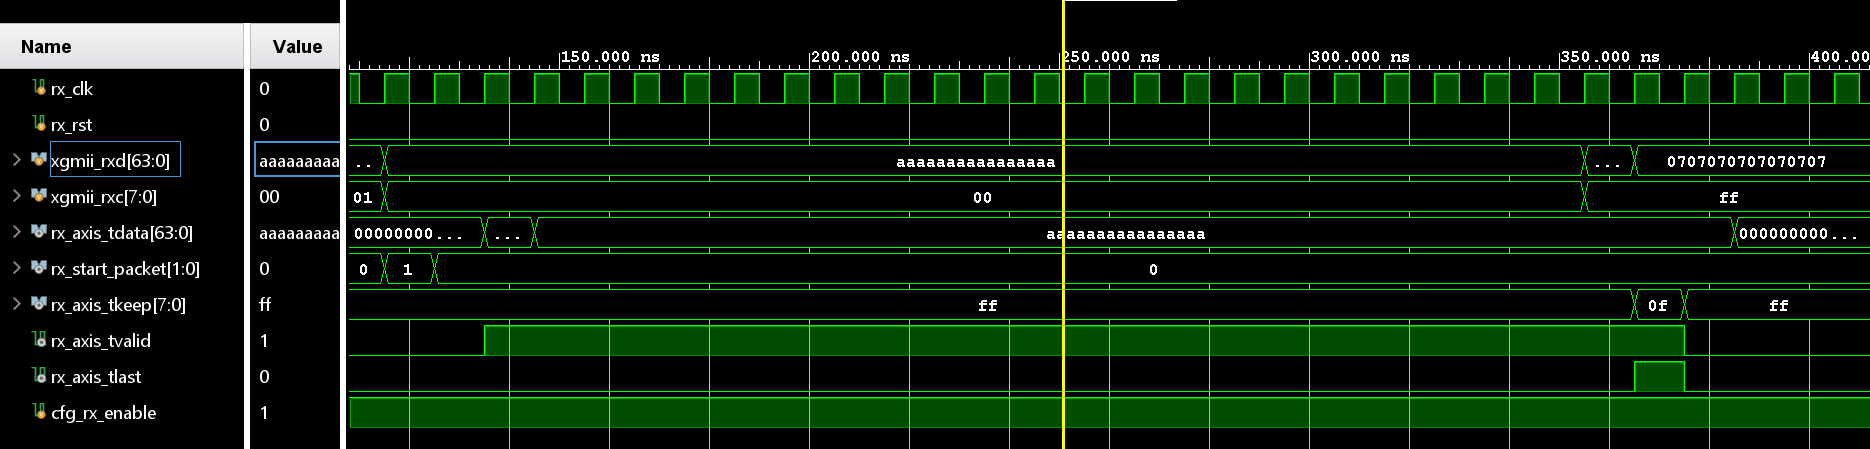 Name Value
150.000 ns 200.000 ns 250.000 ns 300.000 ns 350.000 ns 400.00
rx_clk 0
rx_rst 0
xgmii_rxd[63:0] aaaaaaaaa .. aaaaaaaaaaaaaaaa ... 0707070707070707
xgmii_rxc[7:0] 00 01 00 ff
rx_axis_tdata[63:0] aaaaaaaaa 00000000... ... aaaaaaaaaaaaaaaa 000000000...
rx_start_packet[1:0] 0 0 1 0
rx_axis_tkeep[7:0] ff ff 0f ff
rx_axis_tvalid 1
rx_axis_tlast 0
cfg_rx_enable 1